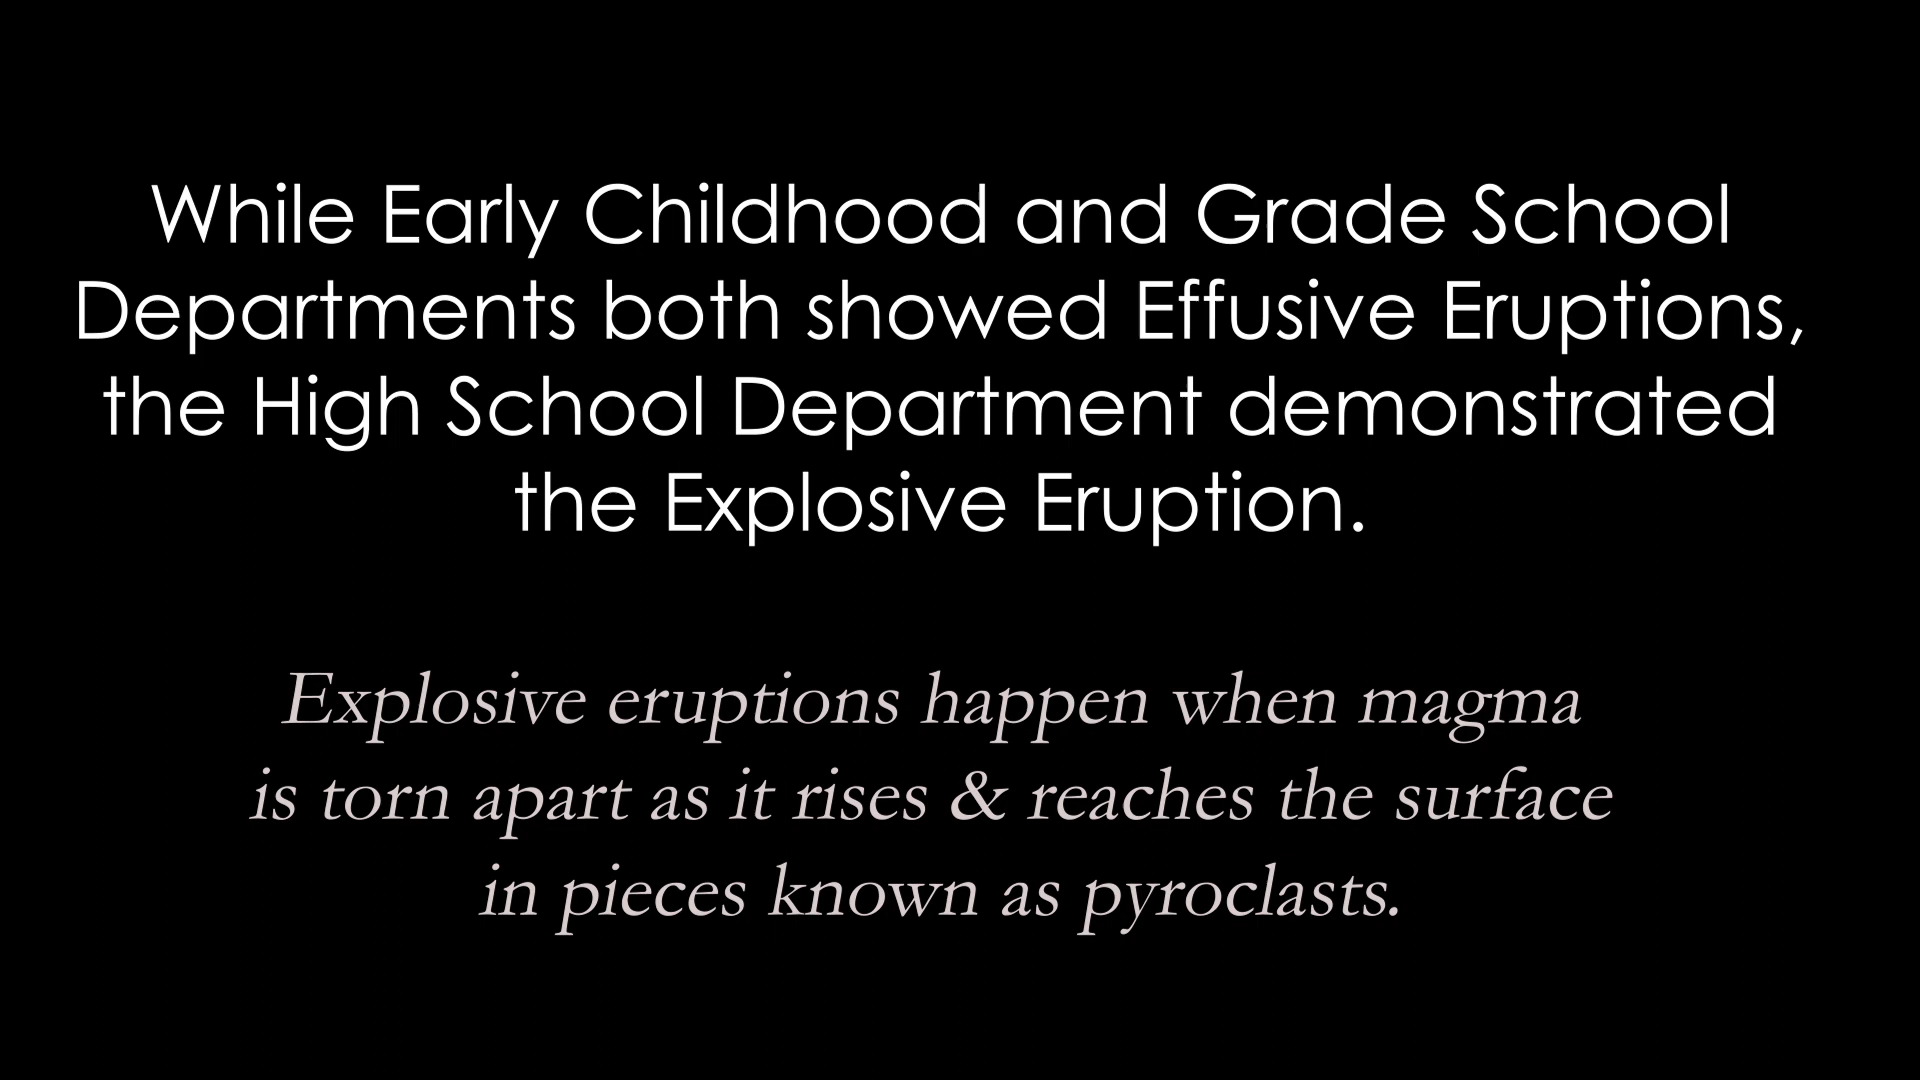 While Early Childhood and Grade School
Departments both showed Effusive Eruptions,
the High School Department demonstrated
the Explosive Eruption.
Explosive eruptions happen when magma
is torn apart as it rises & reaches the surface
in pieces known as pyroclasts.